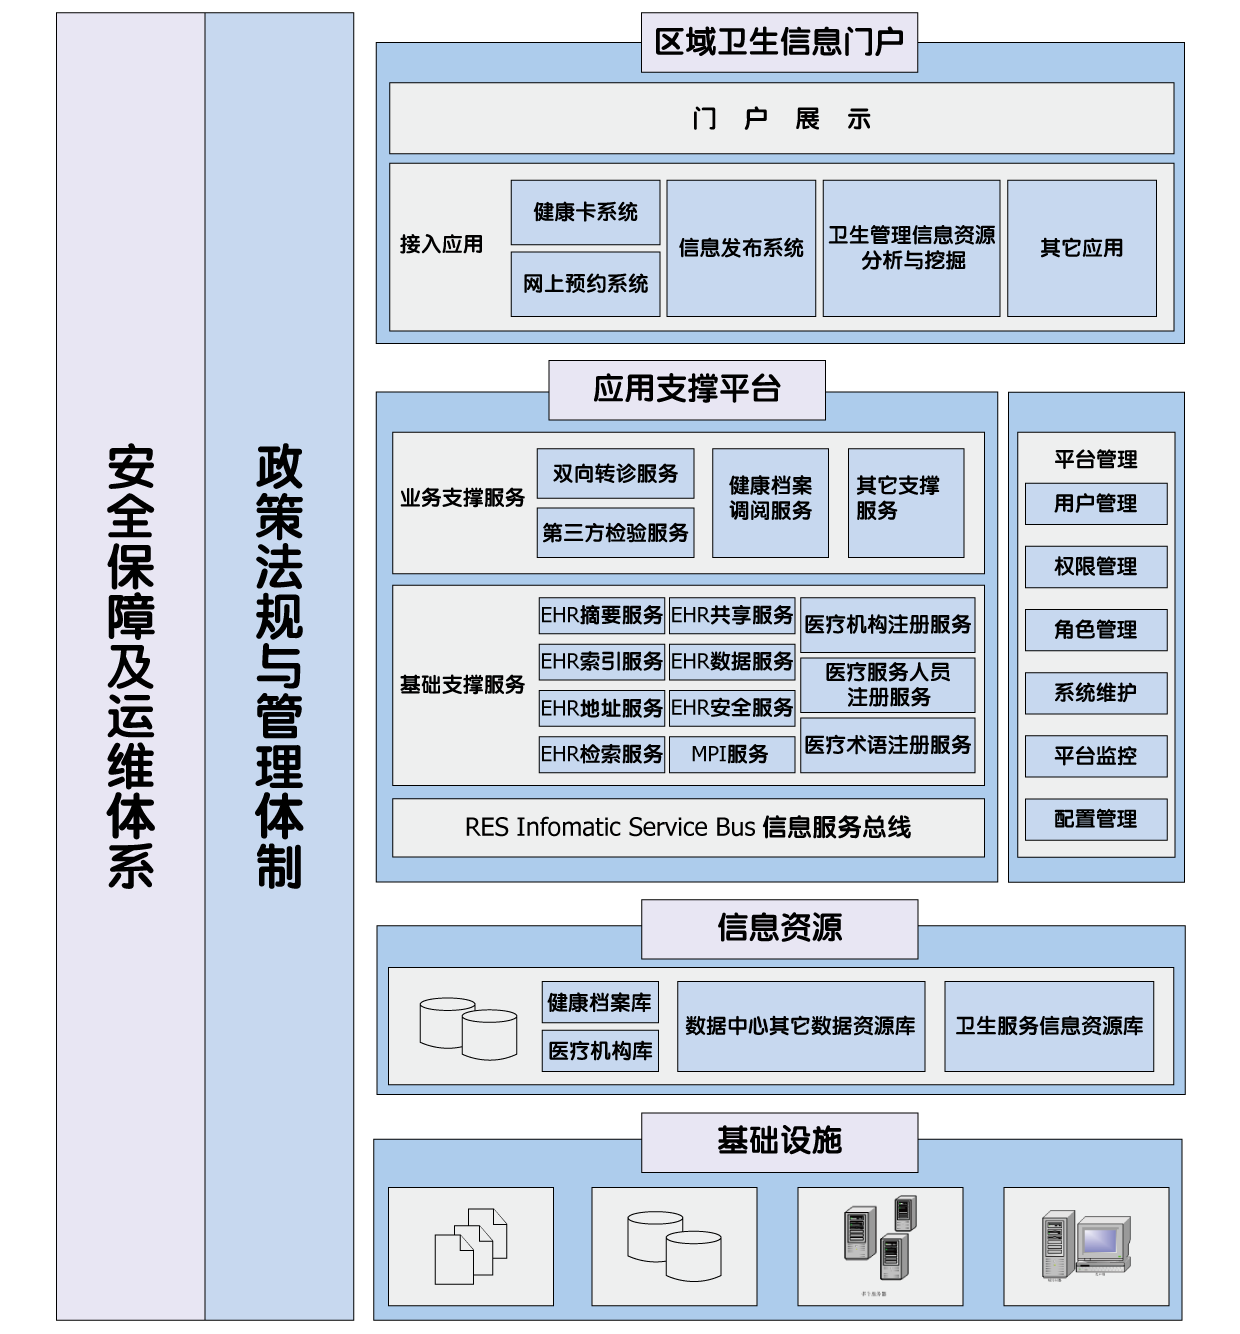 安全保障及运维体系
政策法规与管理体制
区域卫生信息门户
门户展示
接入应用
健康卡系统
网上预约系统
信息发布系统
卫生管理信息资源
分析与挖掘
其它应用
应用支撑平台
业务支撑服务
双向转诊服务
第三方检验服务
健康档案
调阅服务
其它支撑
服务
基础支撑服务
EHR摘要服务
EHR共享服务
医疗机构注册服务
EHR索引服务
EHR数据服务
医疗服务人员
注册服务
EHR地址服务
EHR安全服务
医疗术语注册服务
EHR检索服务
MPI服务
RES Infomatic Service Bus 信息服务总线
平台管理
用户管理
权限管理
角色管理
系统维护
平台监控
配置管理
信息资源
健康档案库
医疗机构库
数据中心其它数据资源库
卫生服务信息资源库
基础设施